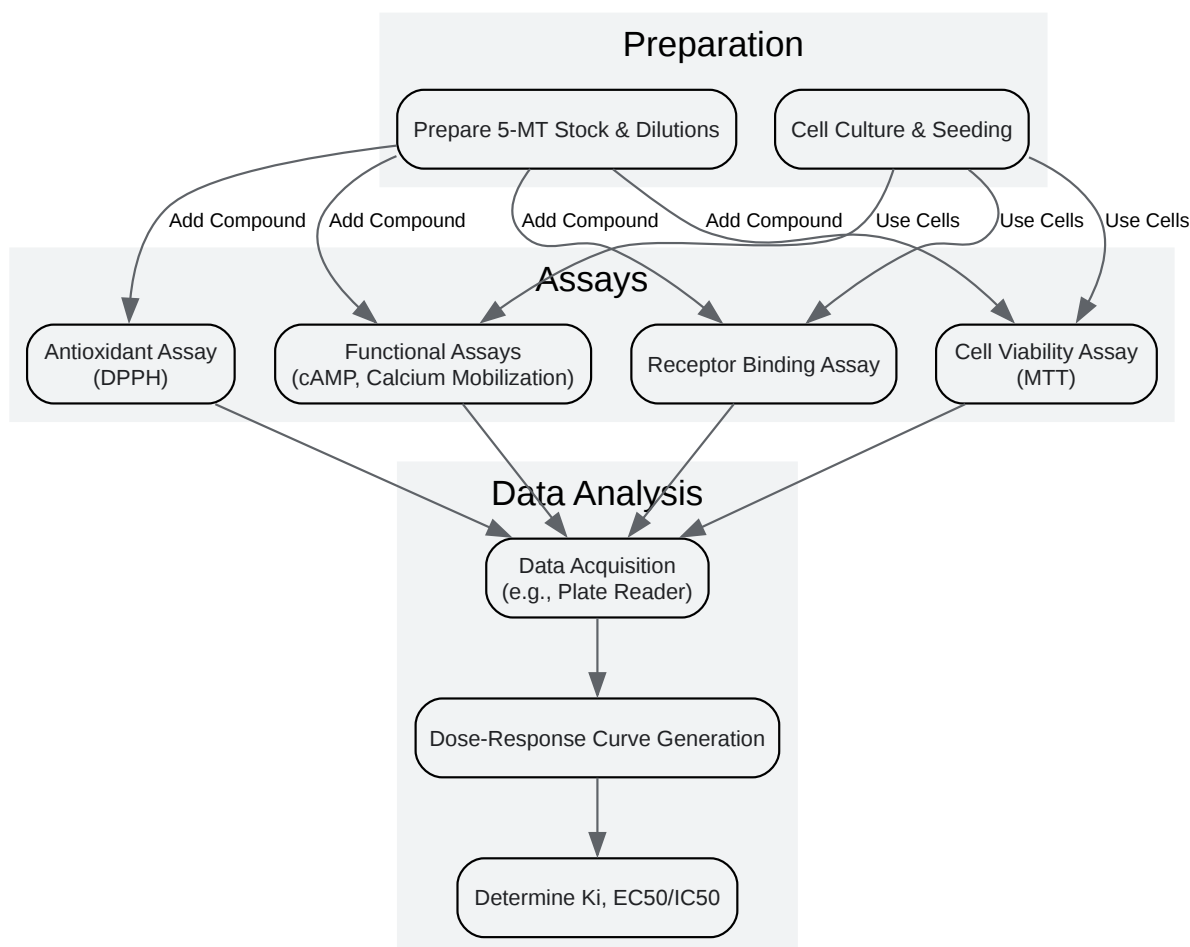 Preparation
Prepare 5-MT Stock & Dilutions
Cell Culture & Seeding
Add Compound
Add Compound
Add Compound
Add Compound
Use Cells
Use Cells
Use Cells
Assays
Antioxidant Assay
(DPPH)
Functional Assays
(cAMP, Calcium Mobilization)
Receptor Binding Assay
Cell Viability Assay
(MTT)
Data Analysis
Data Acquisition
(e.g., Plate Reader)
Dose-Response Curve Generation
Determine Ki, EC50/IC50